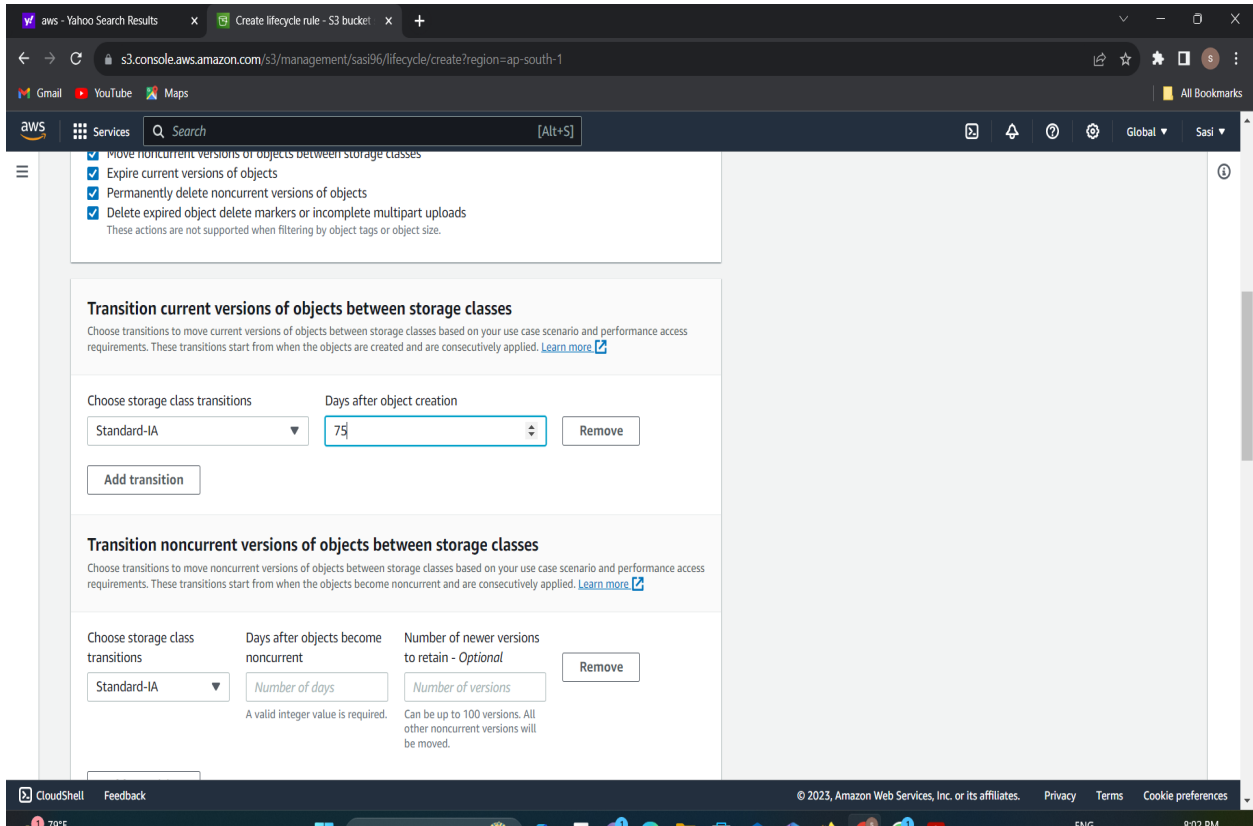 aws - Yahoo Search Results
Create lifecycle rule - S3 bucket
s3.console.aws.amazon.com/s3/management/sasi96/lifecycle/create?region=ap-south-1
S
Gmail YouTube Maps All Bookmarks
aws Services Search [Alt+S] Global Sasi
Move noncurrent versions of objects between storage classes
Expire current versions of objects
Permanently delete noncurrent versions of objects
Delete expired object delete markers or incomplete multipart uploads
These actions are not supported when filtering by object tags or object size.
Transition current versions of objects between storage classes
Choose transitions to move current versions of objects between storage classes based on your use case scenario and performance access
requirements. These transitions start from when the objects are created and are consecutively applied. Learn more
Choose storage class transitions Days after object creation
Standard-IA 75 Remove
Add transition
Transition noncurrent versions of objects between storage classes
Choose transitions to move noncurrent versions of objects between storage classes based on your use case scenario and performance access
requirements. These transitions start from when the objects become noncurrent and are consecutively applied. Learn more
Choose storage class Days after objects become Number of newer versions
transitions noncurrent to retain - Optional Remove
Standard-IA Number of days Number of versions
A valid integer value is required. Can be up to 100 versions. All
other noncurrent versions will
be moved.
CloudShell Feedback © 2023, Amazon Web Services, Inc. or its affiliates. Privacy Terms Cookie preferences
1 79°F ENG 8:02 PM